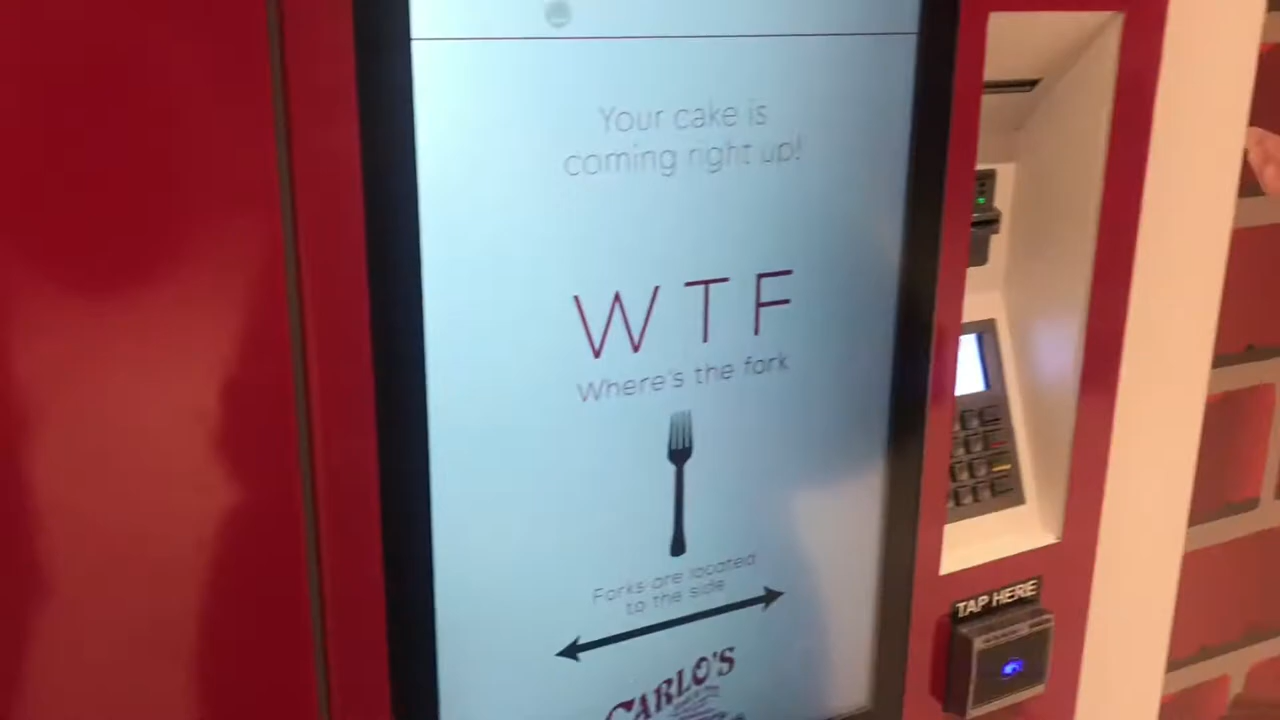 Your cake is
coming right up!
WTF
Where's the fork
Forks are located
to the side
CARLO'S
TAP HERE